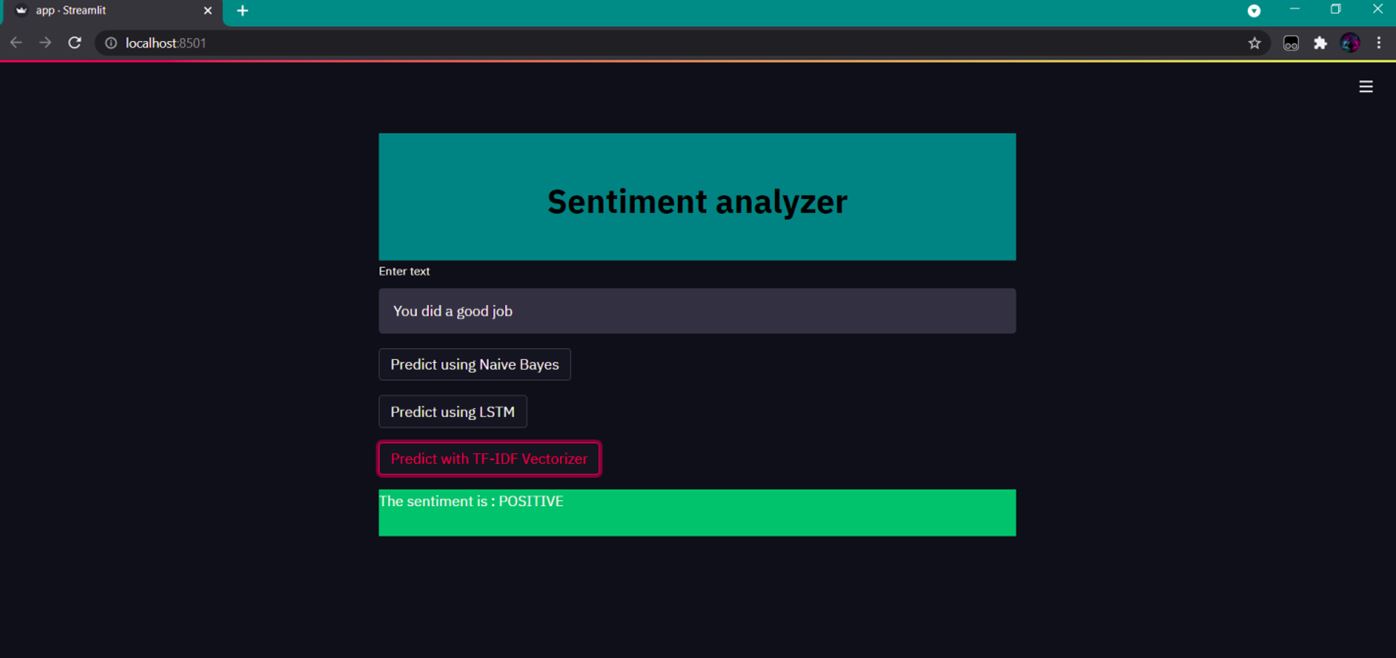 app · Streamlit
localhost:8501
Sentiment analyzer
Enter text
You did a good job
Predict using Naive Bayes
Predict using LSTM
Predict with TF-IDF Vectorizer
The sentiment is : POSITIVE